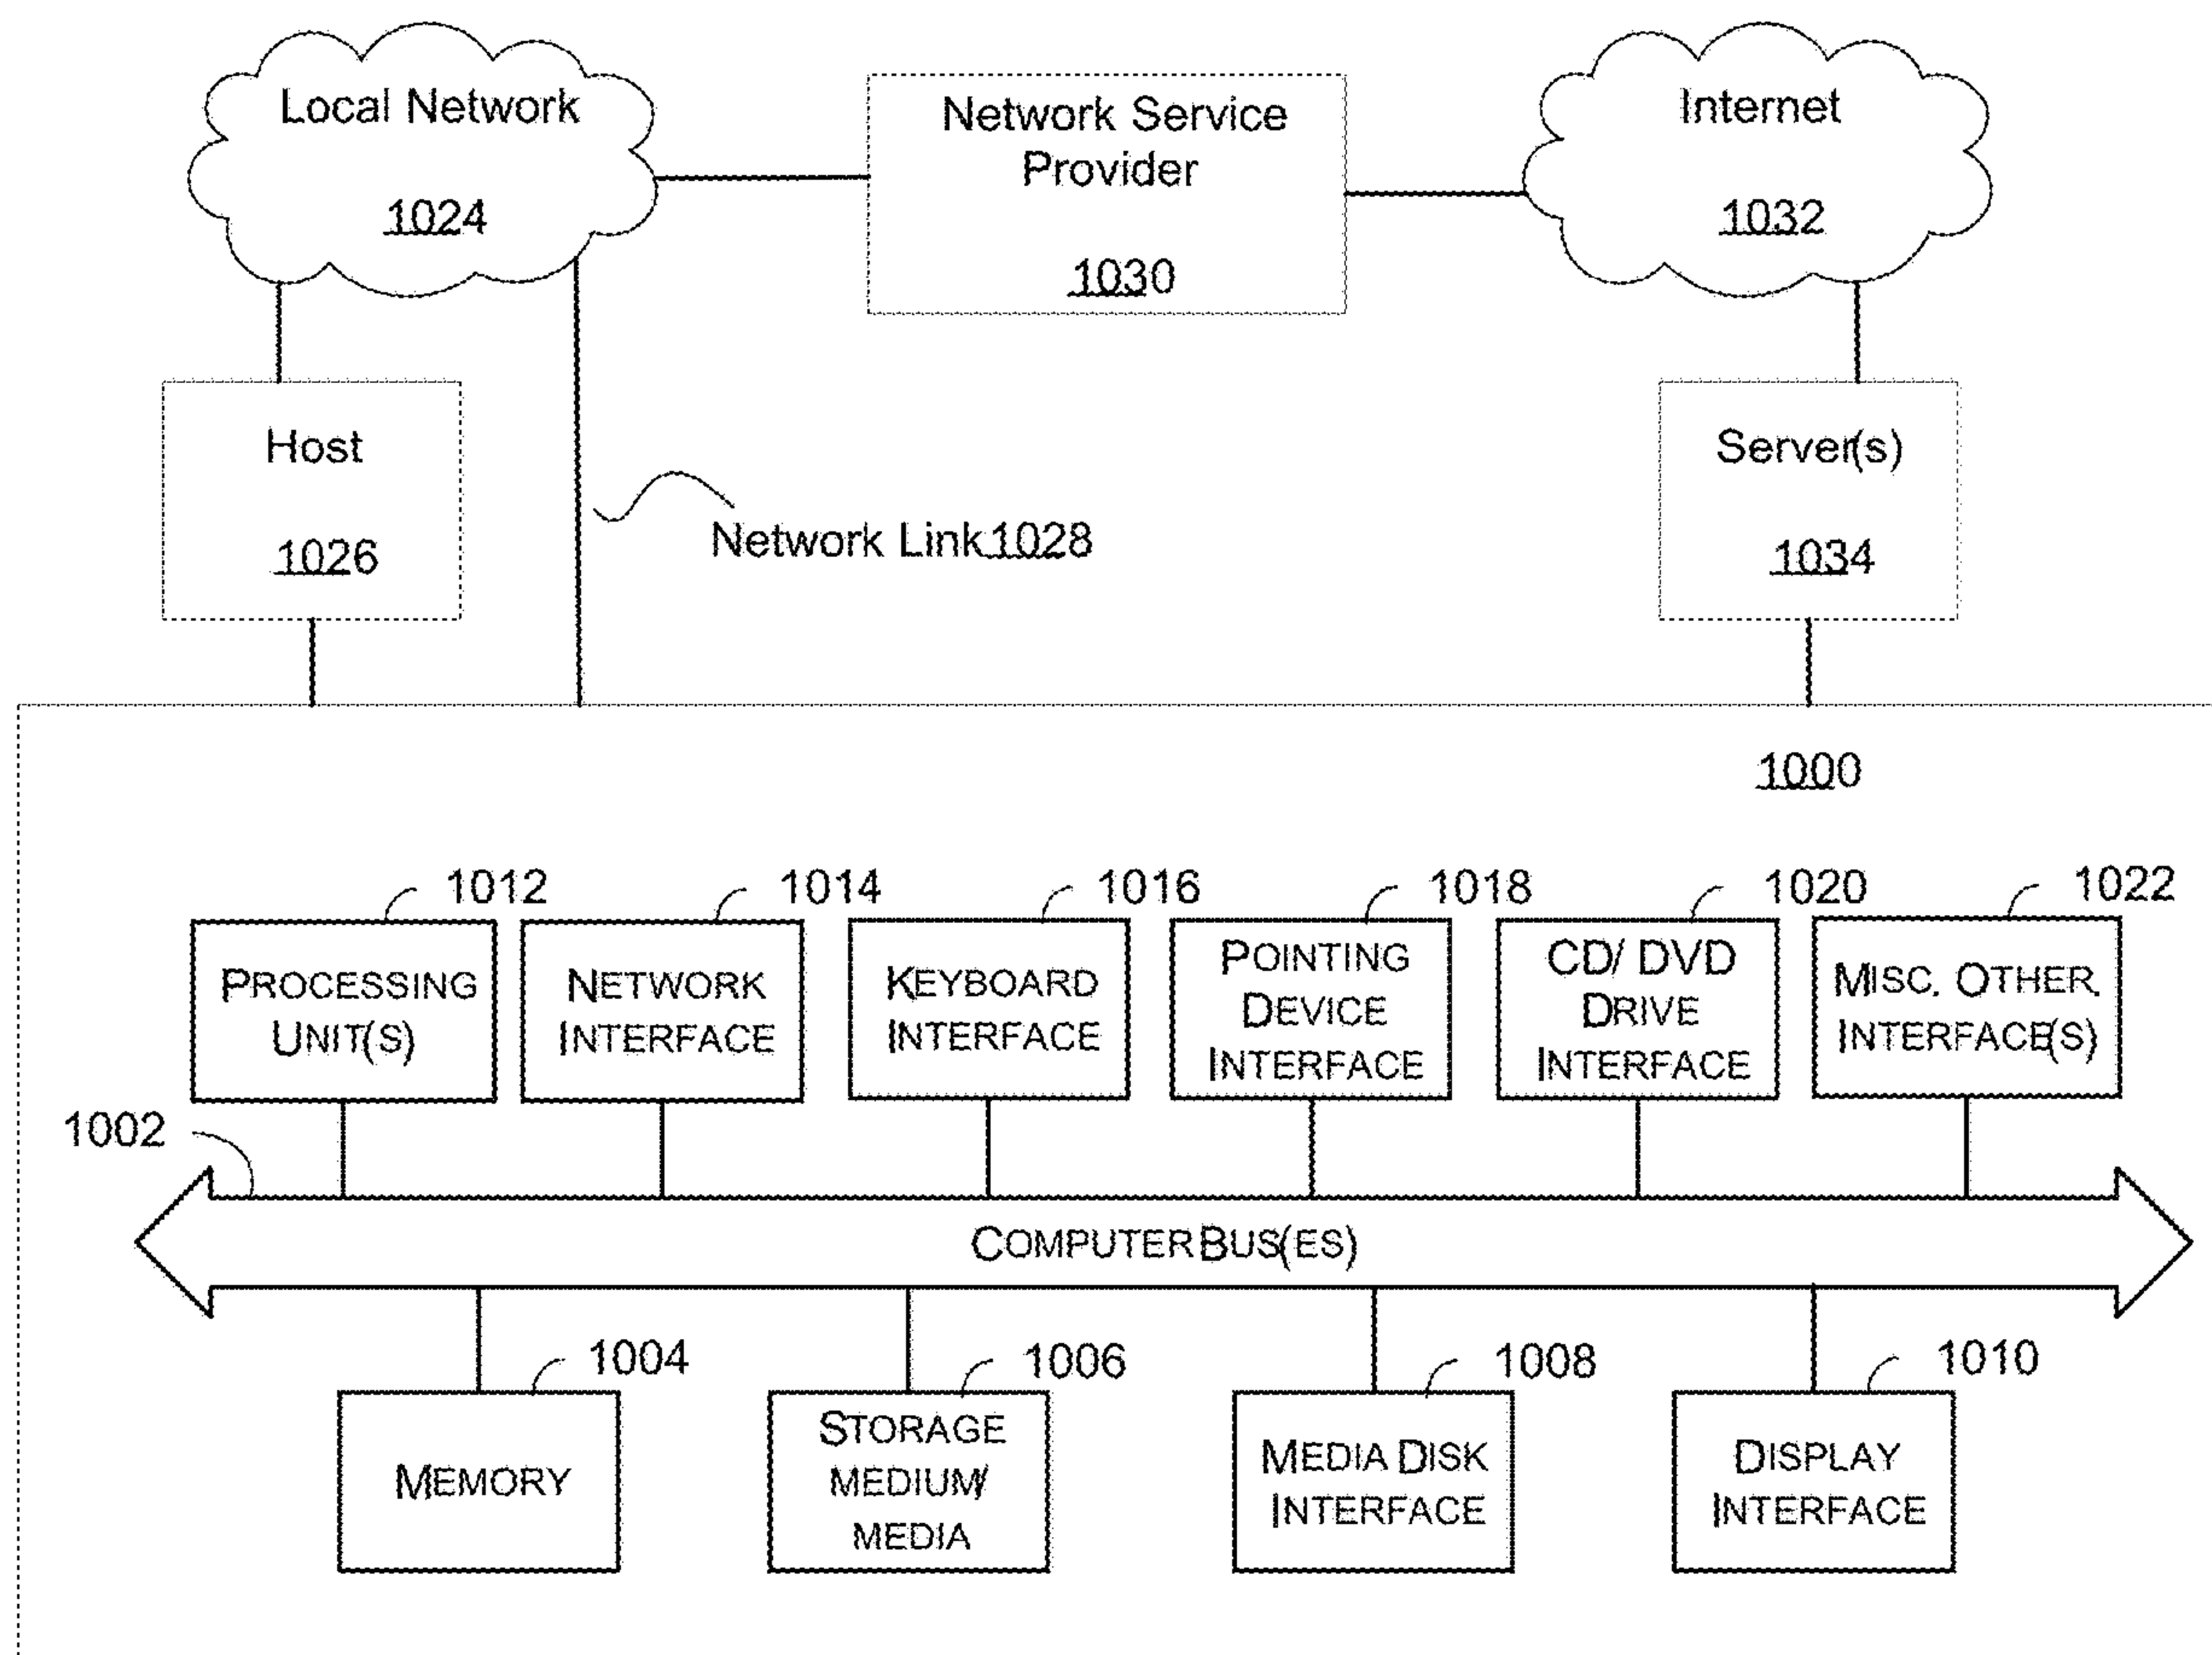 Local Network
1024
Network Service
Provider
1030
Internet
1032
Host
1026
Network Link 1028
Server(s)
1034
1000
1012
1014
1016
1018
1020
1022
PROCESSING
UNIT(S)
NETWORK
INTERFACE
KEYBOARD
INTERFACE
POINTING
DEVICE
INTERFACE
CD/ DVD
DRIVE
INTERFACE
MISC. OTHER.
INTERFACE(S)
1002
COMPUTER BUS(ES)
1004
1006
1008
1010
MEMORY
STORAGE
MEDIUM/
MEDIA
MEDIA DISK
INTERFACE
DISPLAY
INTERFACE